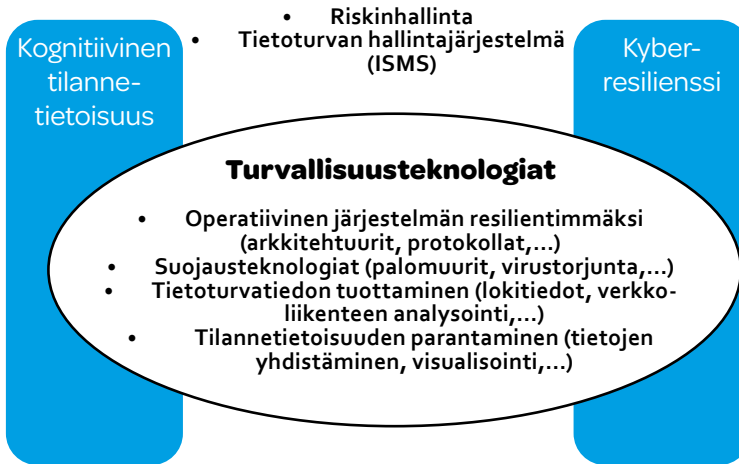 • Riskinhallinta
• Tietoturvan hallintajärjestelmä
(ISMS)
Kognitiivinen
tilanne-
tietoisuus
Kyber-
resilienssi
Turvallisuusteknologiat
• Operatiivinen järjestelmän resilientimmäksi
(arkkitehtuurit, protokollat,...)
• Suojausteknologiat (palomuurit, virustorjunta,...)
• Tietoturvatiedon tuottaminen (lokitiedot, verkko-
liikenteen analysointi,...)
• Tilannetietoisuuden parantaminen (tietojen
yhdistäminen, visualisointi,...)